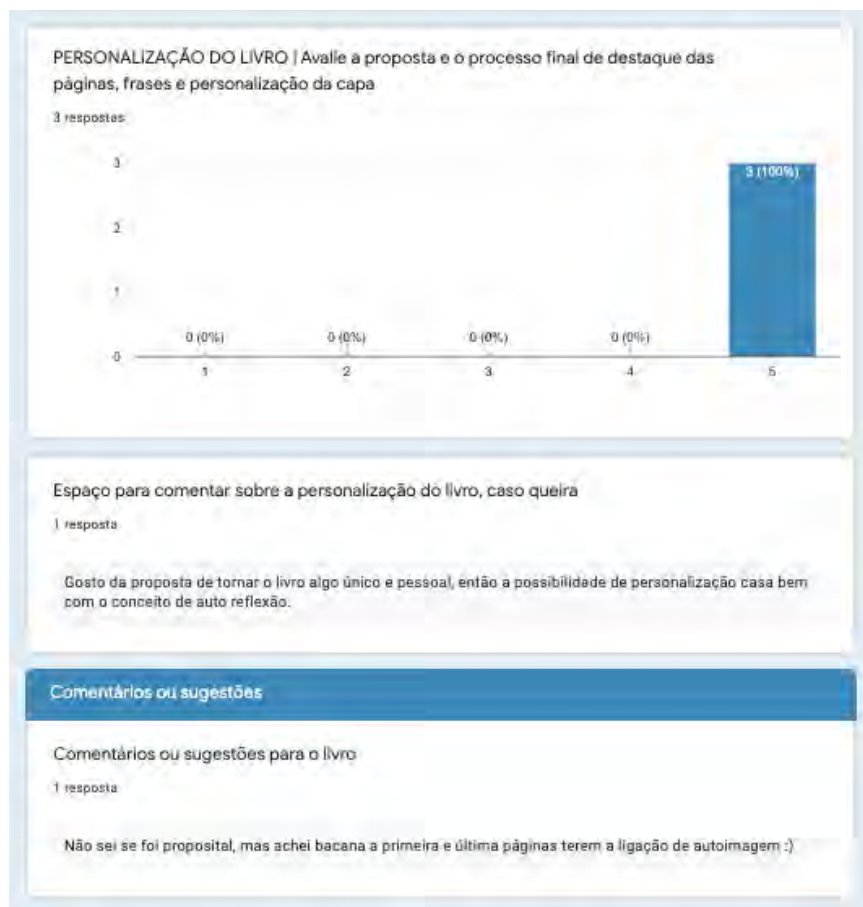 PERSONALIZAÇÃO DO LIVRO | Avalie a proposta e o processo final de destaque das
páginas, frases e personalização da capa
3 respostas
3
3 (100%)
2
1
0 (0%)
0 (0%)
0 (0%)
0 (0%)
0
1
2
3
4
5
Espaço para comentar sobre a personalização do livro, caso queira
1 resposta
Gosto da proposta de tornar o livro algo único e pessoal, então a possibilidade de personalização casa bem
com o conceito de auto reflexão.
Comentários ou sugestões
Comentários ou sugestões para o livro
1 resposta
Não sei se foi proposital, mas achei bacana a primeira e última páginas terem a ligação de autoimagem :)